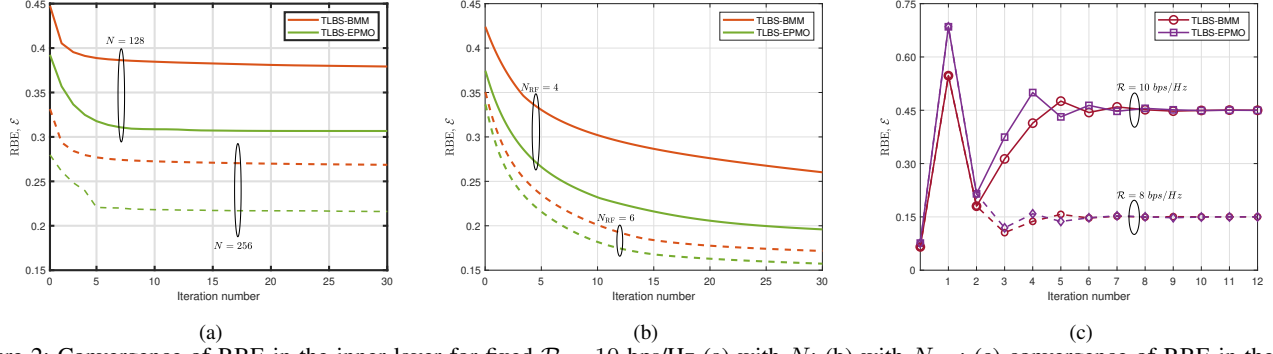 0.45
0.4
0.35
0.3
0.25
0.2
0.15
RBE, ℰ
TLBS-BMM
TLBS-EPMO
N = 128
N = 256
0 5 10 15 20 25 30
Iteration number
(a)
0.45
0.4
0.35
0.3
0.25
0.2
0.15
RBE, ℰ
TLBS-BMM
TLBS-EPMO
N_RF = 4
N_RF = 6
0 5 10 15 20 25 30
Iteration number
(b)
0.75
0.60
0.45
0.30
0.15
0
RBE, ℰ
TLBS-BMM
TLBS-EPMO
ℛ = 10 bps/Hz
ℛ = 8 bps/Hz
0 1 2 3 4 5 6 7 8 9 10 11 12
Iteration number
(c)